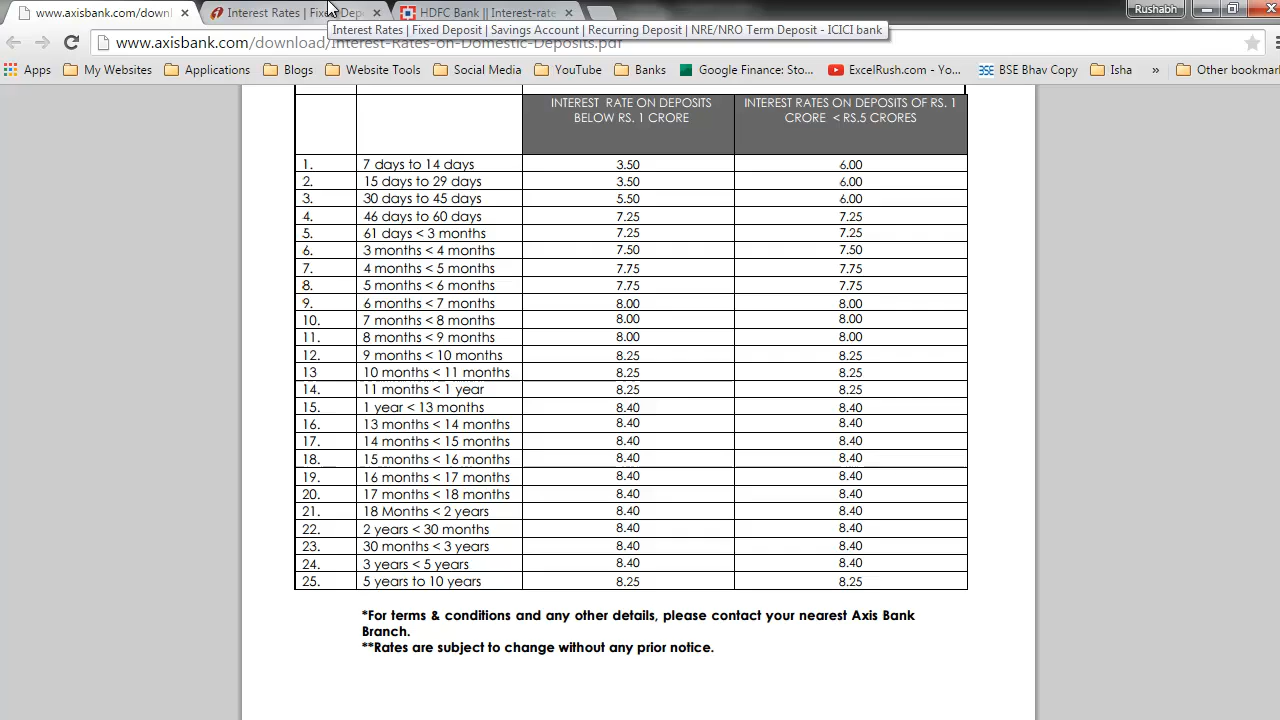 www.axisbank.com/downl
Interest Rates | Fixed Dep
HDFC Bank || Interest-rate
Rushabh
Interest Rates | Fixed Deposit | Savings Account | Recurring Deposit | NRE/NRO Term Deposit - ICICI bank
www.axisbank.com/download/Interest-Rates-on-Domestic-Deposits.pdf
Apps My Websites Applications Blogs Website Tools Social Media YouTube Banks Google Finance: Sto... ExcelRush.com - Yo... BSE Bhav Copy Isha » Other bookmar
INTEREST RATE ON DEPOSITS BELOW RS. 1 CRORE
INTEREST RATES ON DEPOSITS OF RS. 1 CRORE < RS.5 CRORES
1. 7 days to 14 days 3.50 6.00
2. 15 days to 29 days 3.50 6.00
3. 30 days to 45 days 5.50 6.00
4. 46 days to 60 days 7.25 7.25
5. 61 days < 3 months 7.25 7.25
6. 3 months < 4 months 7.50 7.50
7. 4 months < 5 months 7.75 7.75
8. 5 months < 6 months 7.75 7.75
9. 6 months < 7 months 8.00 8.00
10. 7 months < 8 months 8.00 8.00
11. 8 months < 9 months 8.00 8.00
12. 9 months < 10 months 8.25 8.25
13 10 months < 11 months 8.25 8.25
14. 11 months < 1 year 8.25 8.25
15. 1 year < 13 months 8.40 8.40
16. 13 months < 14 months 8.40 8.40
17. 14 months < 15 months 8.40 8.40
18. 15 months < 16 months 8.40 8.40
19. 16 months < 17 months 8.40 8.40
20. 17 months < 18 months 8.40 8.40
21. 18 Months < 2 years 8.40 8.40
22. 2 years < 30 months 8.40 8.40
23. 30 months < 3 years 8.40 8.40
24. 3 years < 5 years 8.40 8.40
25. 5 years to 10 years 8.25 8.25
*For terms & conditions and any other details, please contact your nearest Axis Bank
Branch.
**Rates are subject to change without any prior notice.